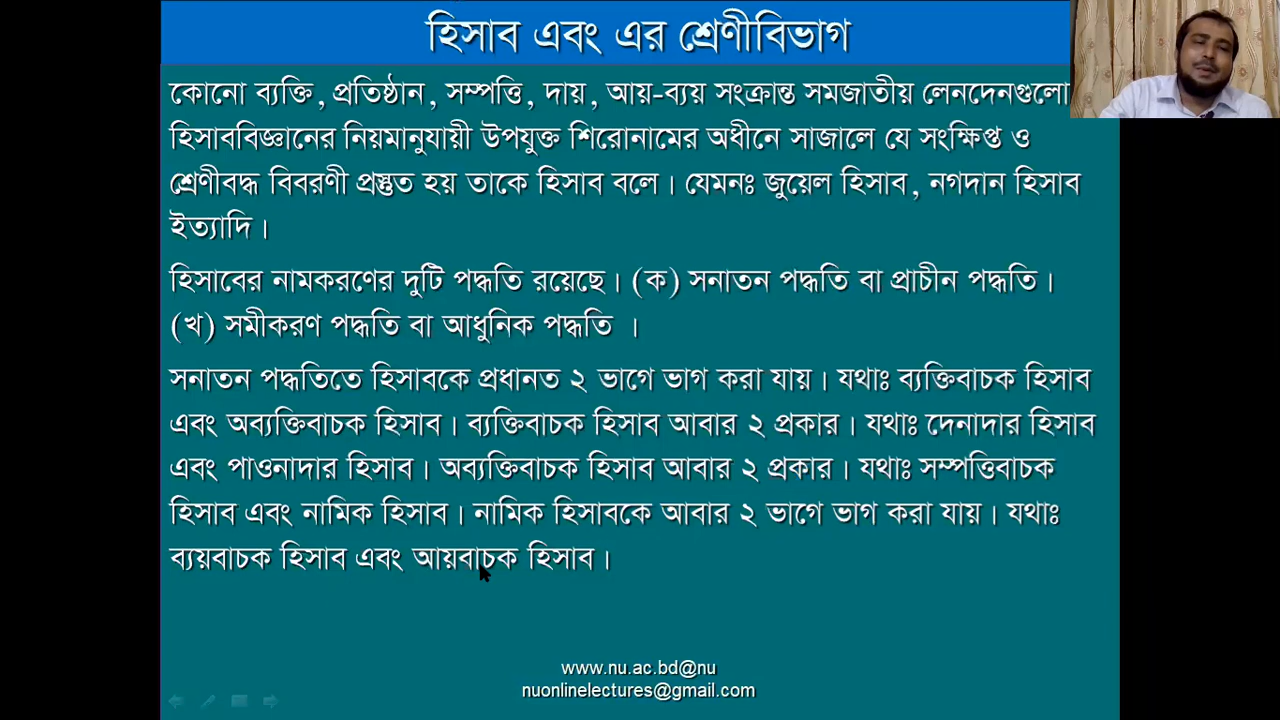 হিসাব এবং এর শ্রেণীবিভাগ
কোনো ব্যক্তি, প্রতিষ্ঠান, সম্পত্তি, দায়, আয়-ব্যয় সংক্রান্ত সমজাতীয় লেনদেনগুলো
হিসাববিজ্ঞানের নিয়মানুযায়ী উপযুক্ত শিরোনামের অধীনে সাজালে যে সংক্ষিপ্ত ও
শ্রেণীবদ্ধ বিবরণী প্রস্তুত হয় তাকে হিসাব বলে। যেমনঃ জুয়েল হিসাব, নগদান হিসাব
ইত্যাদি।
হিসাবের নামকরণের দুটি পদ্ধতি রয়েছে। (ক) সনাতন পদ্ধতি বা প্রাচীন পদ্ধতি।
(খ) সমীকরণ পদ্ধতি বা আধুনিক পদ্ধতি ।
সনাতন পদ্ধতিতে হিসাবকে প্রধানত ২ ভাগে ভাগ করা যায়। যথাঃ ব্যক্তিবাচক হিসাব
এবং অব্যক্তিবাচক হিসাব। ব্যক্তিবাচক হিসাব আবার ২ প্রকার। যথাঃ দেনাদার হিসাব
এবং পাওনাদার হিসাব। অব্যক্তিবাচক হিসাব আবার ২ প্রকার। যথাঃ সম্পত্তিবাচক
হিসাব এবং নামিক হিসাব। নামিক হিসাবকে আবার ২ ভাগে ভাগ করা যায়। যথাঃ
ব্যয়বাচক হিসাব এবং আয়বাচক হিসাব।
www.nu.ac.bd@nu
nuonlinelectures@gmail.com